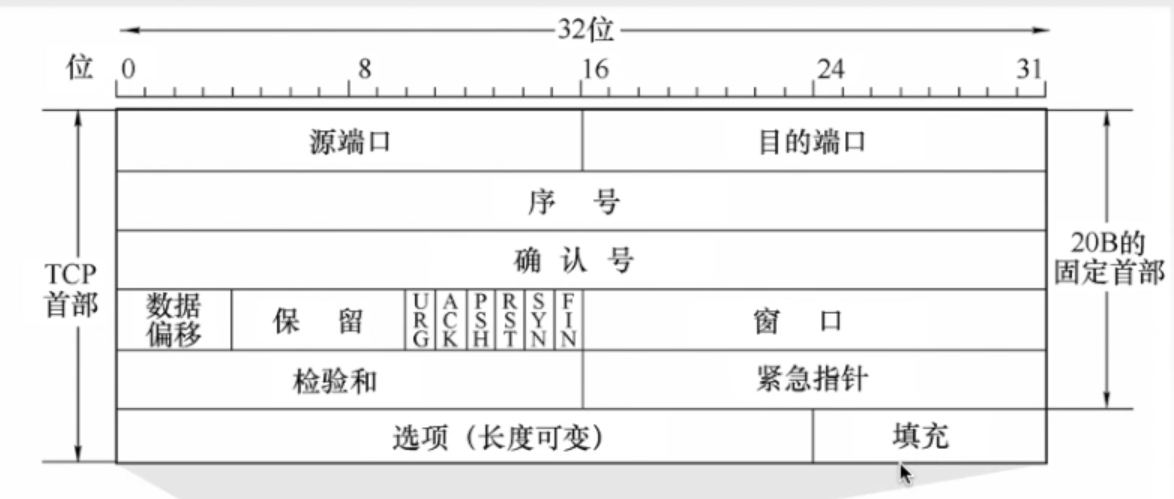 32位
位 0 8 16 24 31
源端口 目的端口
序 号
确 认 号
TCP
首部
20B的
固定首部
数据
偏移
保 留
URG
ACK
PSH
RST
SYN
FIN
窗 口
检验和 紧急指针
选项（长度可变） 填充